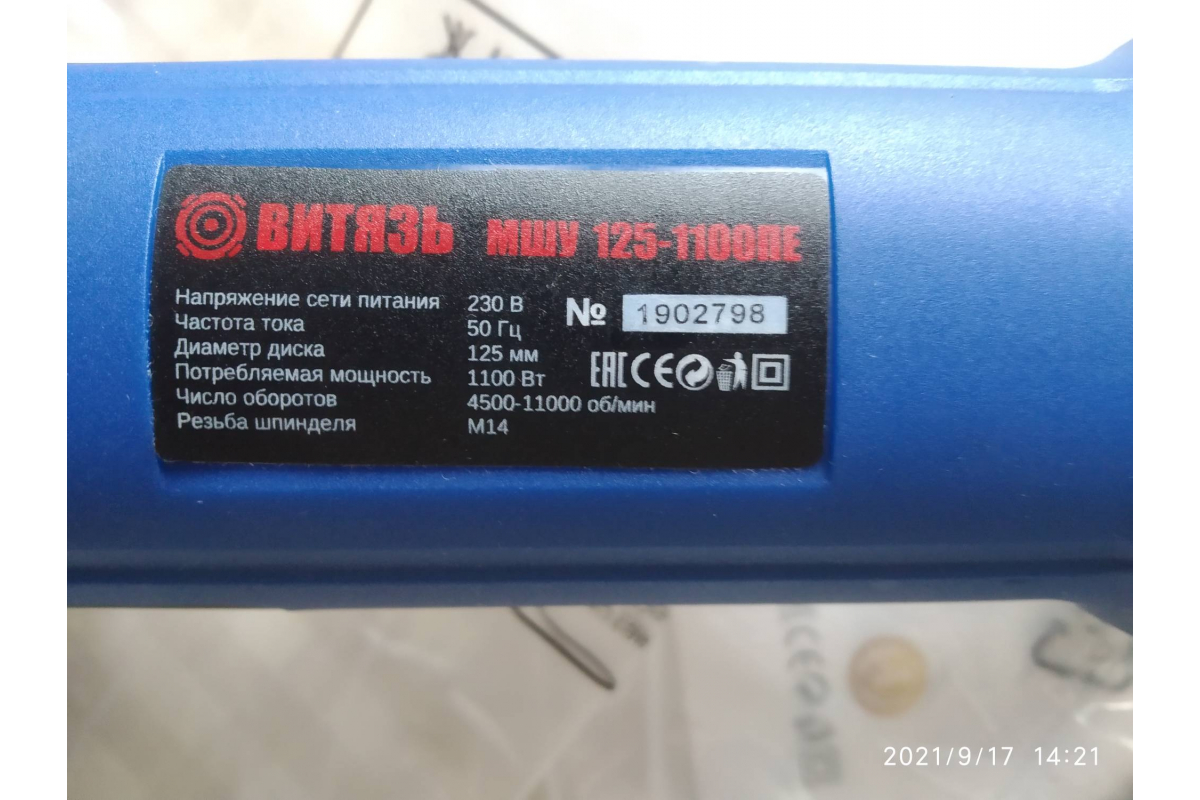 ВИТЯЗЬ МШУ 125-1100ПЕ
Напряжение сети питания 230 В
Частота тока 50 Гц
Диаметр диска 125 мм
Потребляемая мощность 1100 Вт
Число оборотов 4500-11000 об/мин
Резьба шпинделя М14
№ 1902798
EAC CE
2021/9/17 14:21